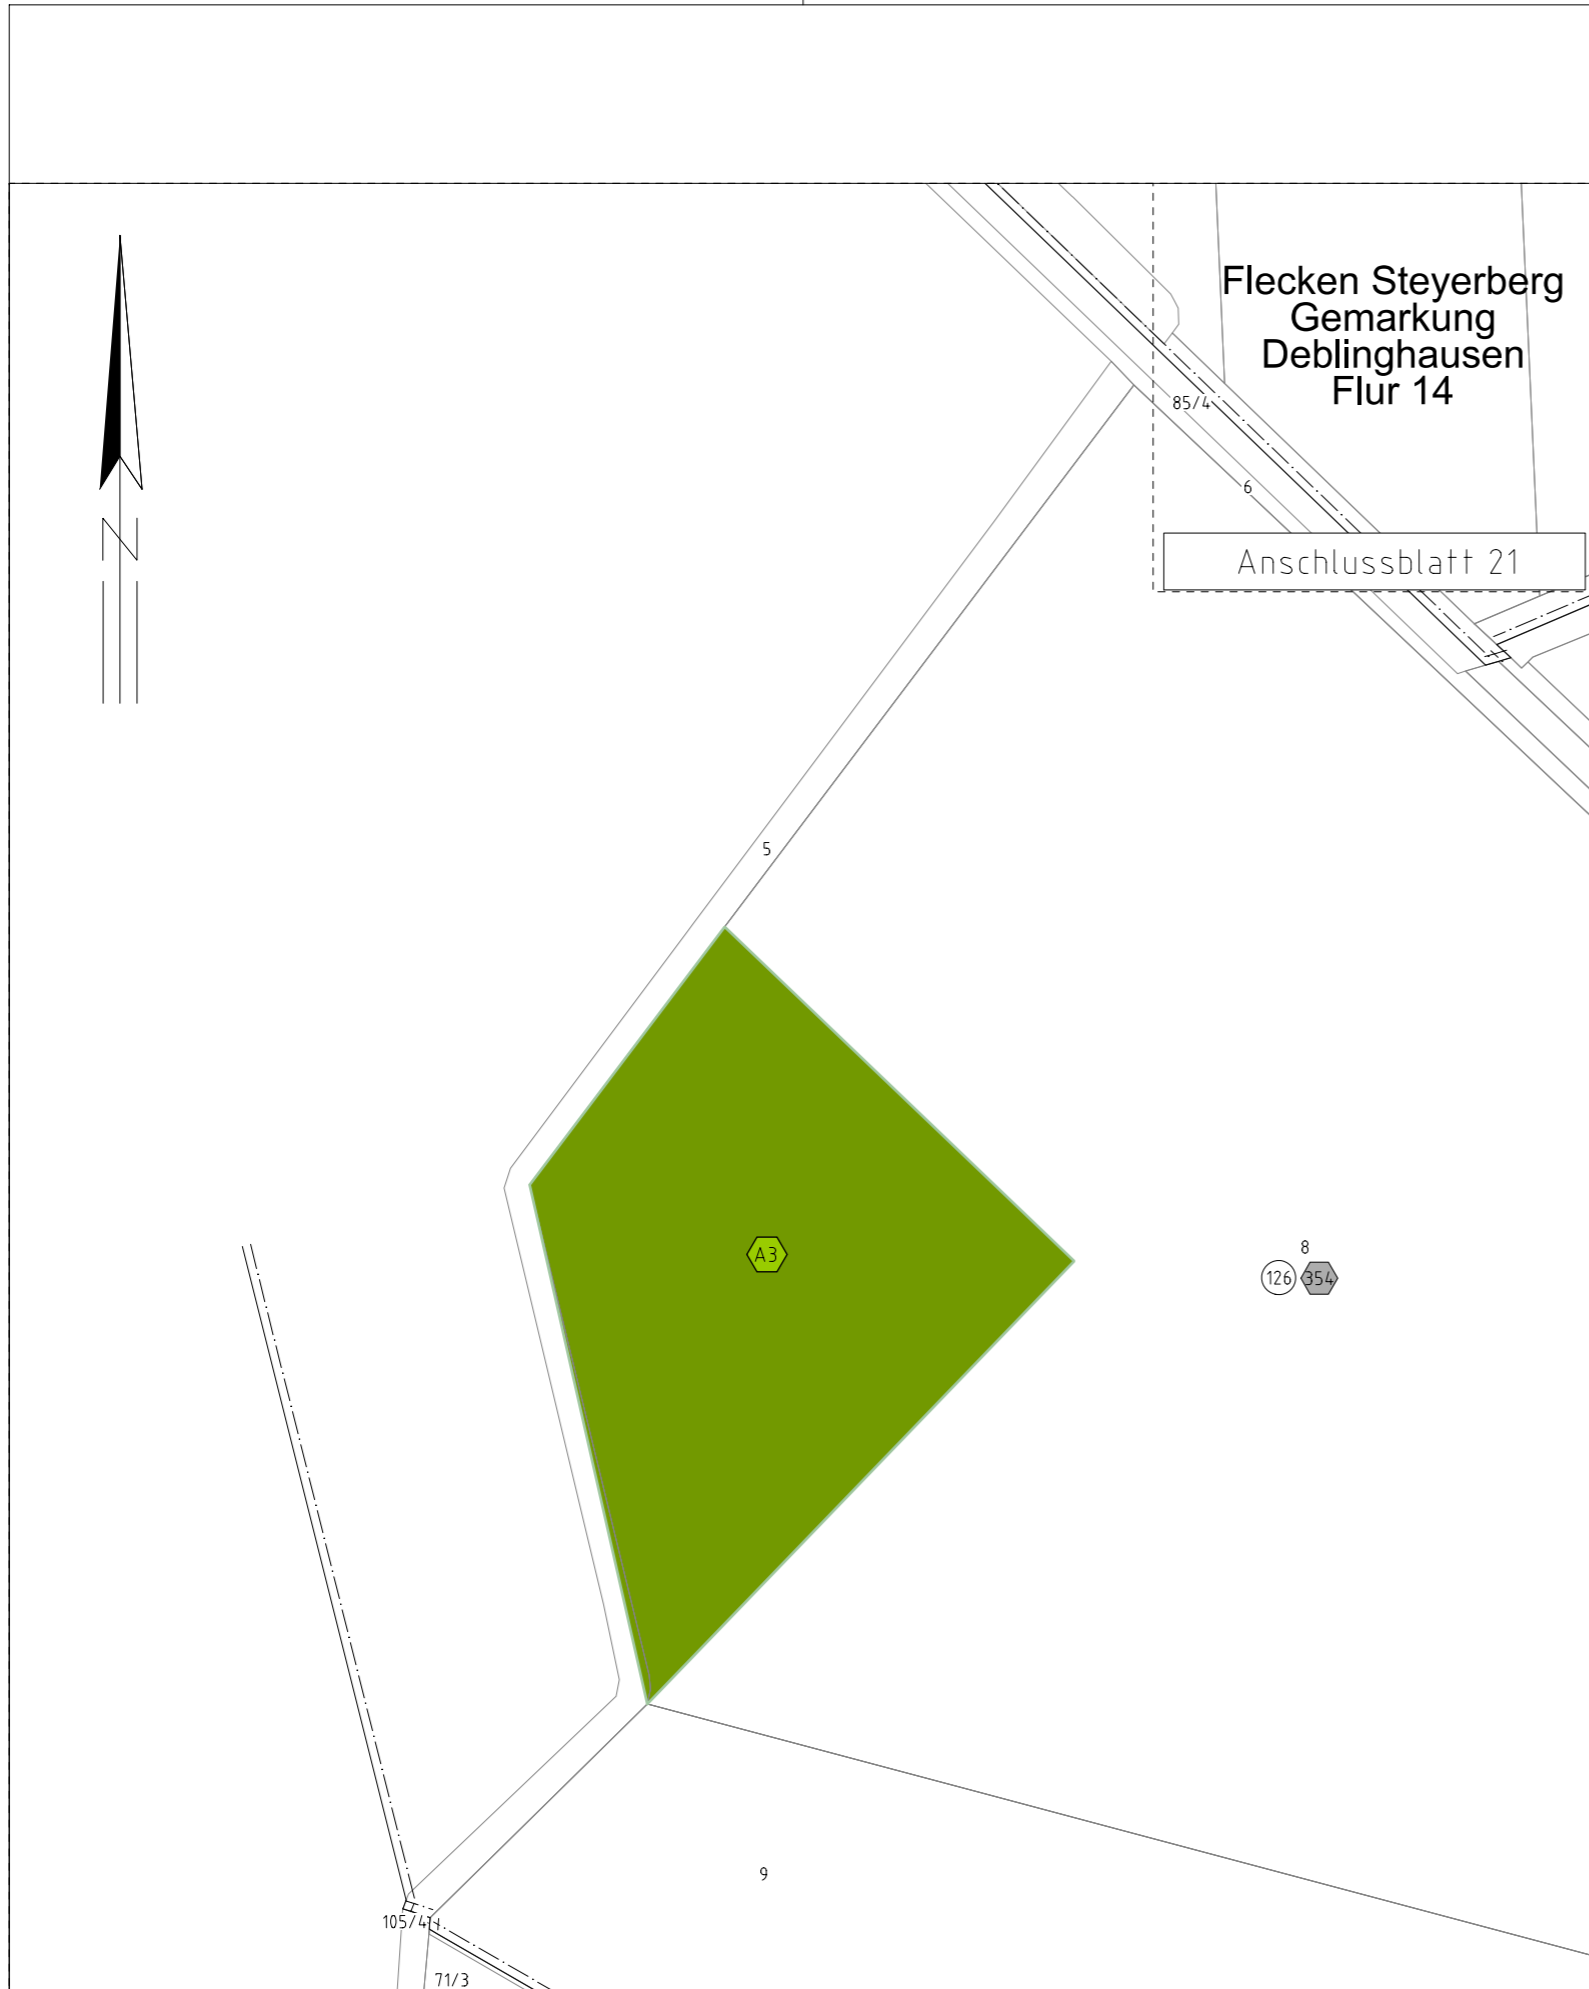 Flecken Steyerberg
Gemarkung
Deblinghausen
Flur 14
85/4
6
Anschlussblatt 21
N
5
A3
8
126 354
9
105/4
71/3